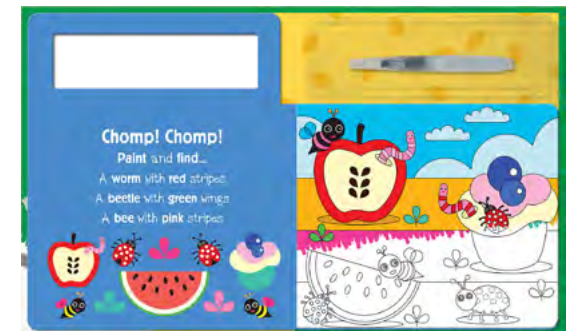 Chomp! Chomp!
Paint and find...
A worm with red stripes
A beetle with green wings
A bee with pink stripes